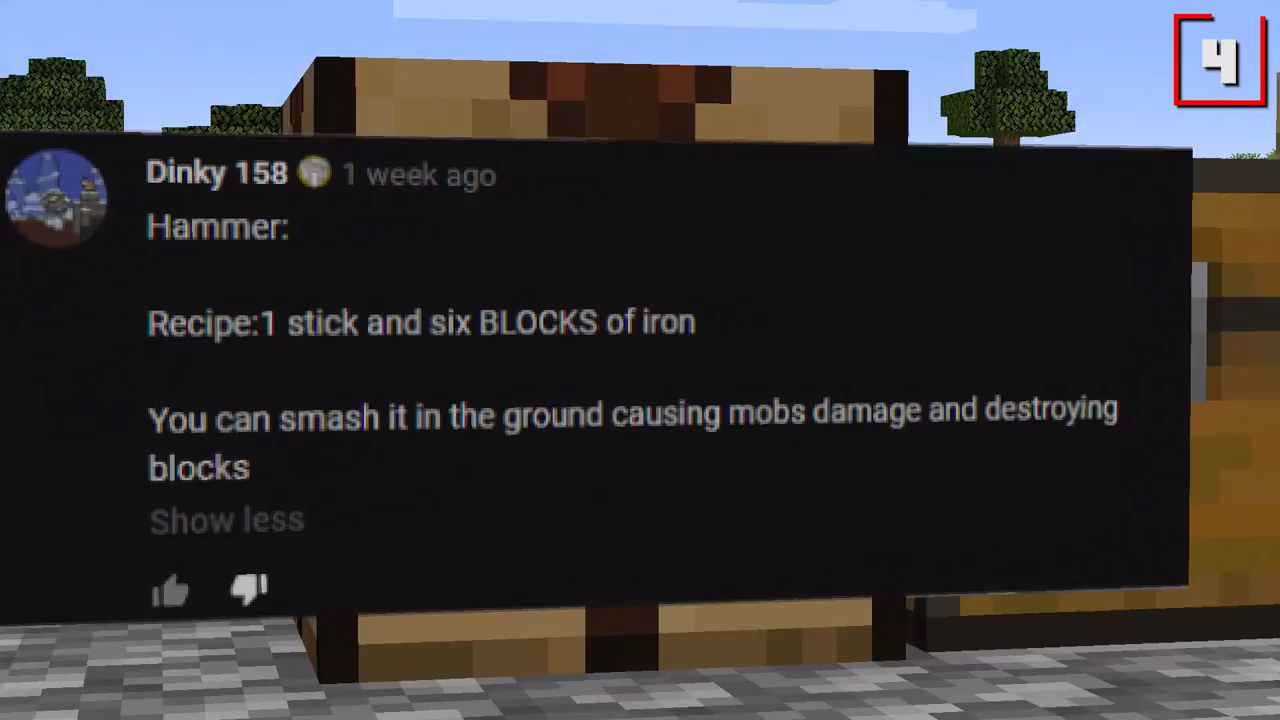 4
Dinky 158 1 week ago
Hammer:
Recipe:1 stick and six BLOCKS of iron
You can smash it in the ground causing mobs damage and destroying
blocks
Show less